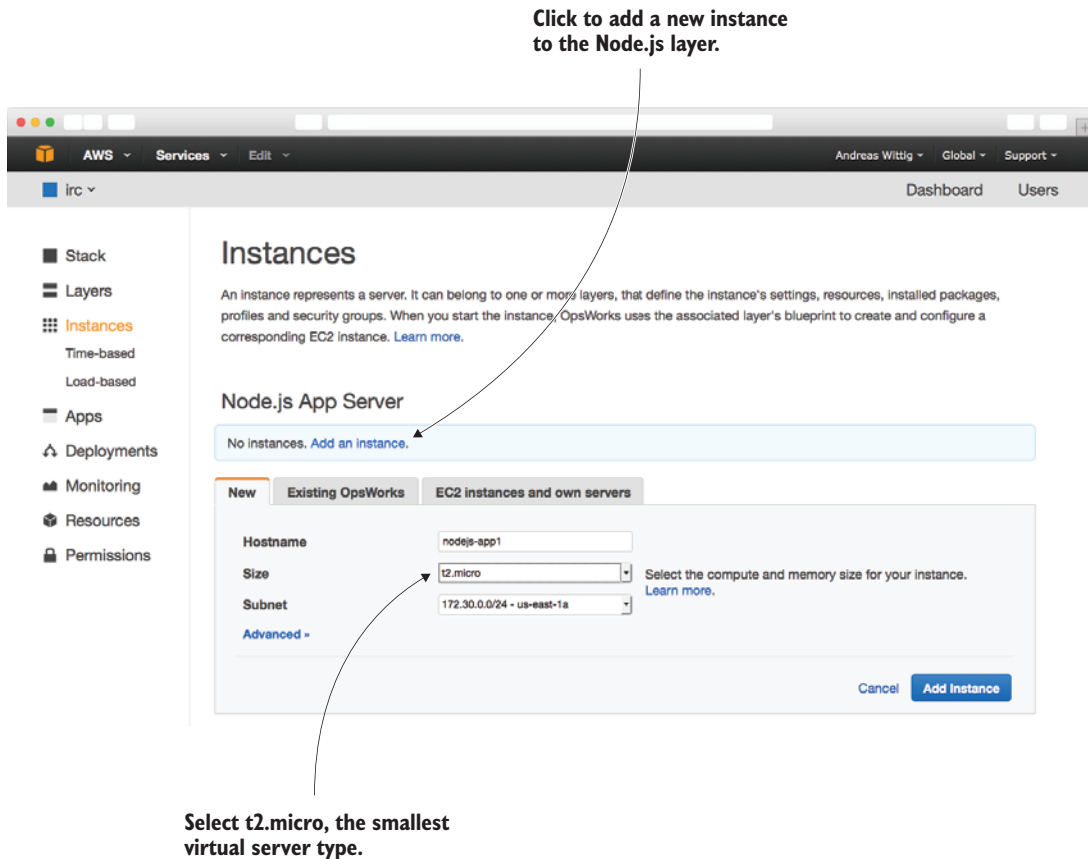 Click to add a new instance
to the Node.js layer.
AWS Services Edit Andreas Wittig Global Support
irc Dashboard Users
Stack
Layers
Instances
Time-based
Load-based
Apps
Deployments
Monitoring
Resources
Permissions
Instances
An instance represents a server. It can belong to one or more layers, that define the instance's settings, resources, installed packages,
profiles and security groups. When you start the instance, OpsWorks uses the associated layer's blueprint to create and configure a
corresponding EC2 instance. Learn more.
Node.js App Server
No instances. Add an instance.
New Existing OpsWorks EC2 instances and own servers
Hostname nodejs-app1
Size t2.micro Select the compute and memory size for your instance.
Learn more.
Subnet 172.30.0.0/24 - us-east-1a
Advanced »
Cancel Add Instance
Select t2.micro, the smallest
virtual server type.